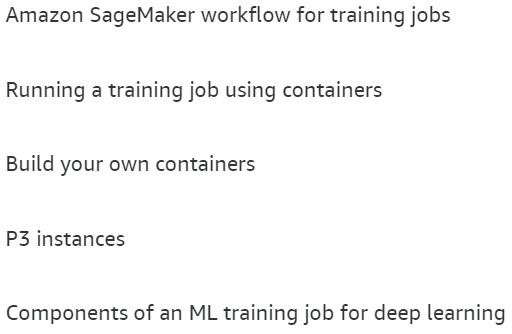 Amazon SageMaker workflow for training jobs
Running a training job using containers
Build your own containers
P3 instances
Components of an ML training job for deep learning